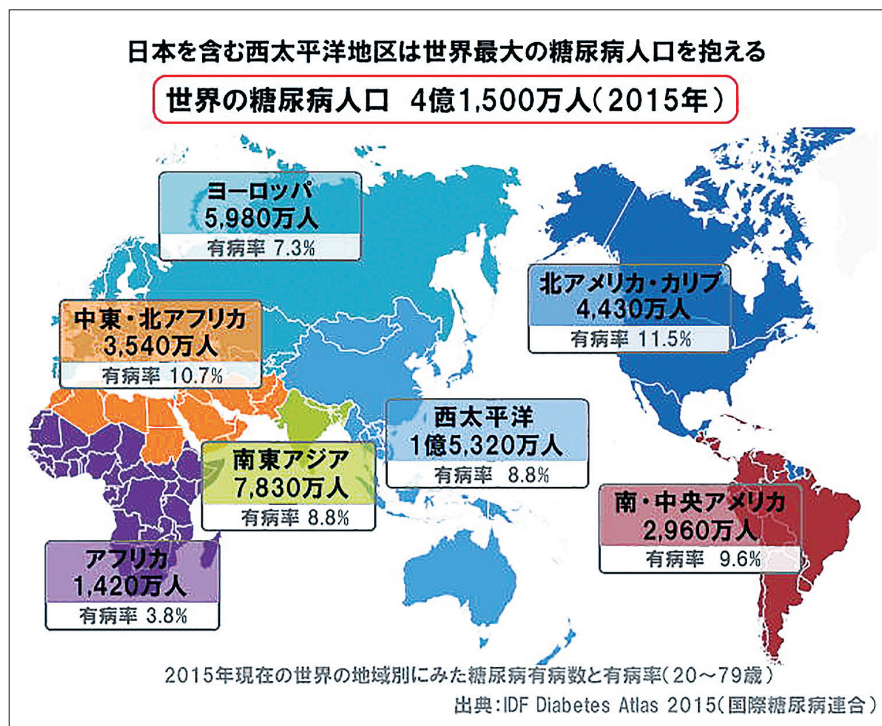 日本を含む西太平洋地区は世界最大の糖尿病人口を抱える
世界の糖尿病人口 4億1,500万人(2015年)
ヨーロッパ
5,980万人
有病率 7.3%
北アメリカ・カリブ
4,430万人
有病率 11.5%
中東・北アフリカ
3,540万人
有病率 10.7%
西太平洋
1億5,320万人
有病率 8.8%
南東アジア
7,830万人
有病率 8.8%
南・中央アメリカ
2,960万人
有病率 9.6%
アフリカ
1,420万人
有病率 3.8%
2015年現在の世界の地域別にみた糖尿病有病数と有病率(20〜79歳)
出典:IDF Diabetes Atlas 2015(国際糖尿病連合)